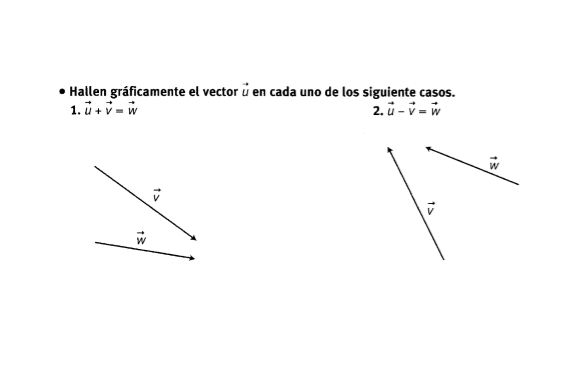 • Hallen gráficamente el vector u⃗ en cada uno de los siguiente casos.
1. u⃗ + v⃗ = w⃗
2. u⃗ – v⃗ = w⃗
v⃗
w⃗
w⃗
v⃗